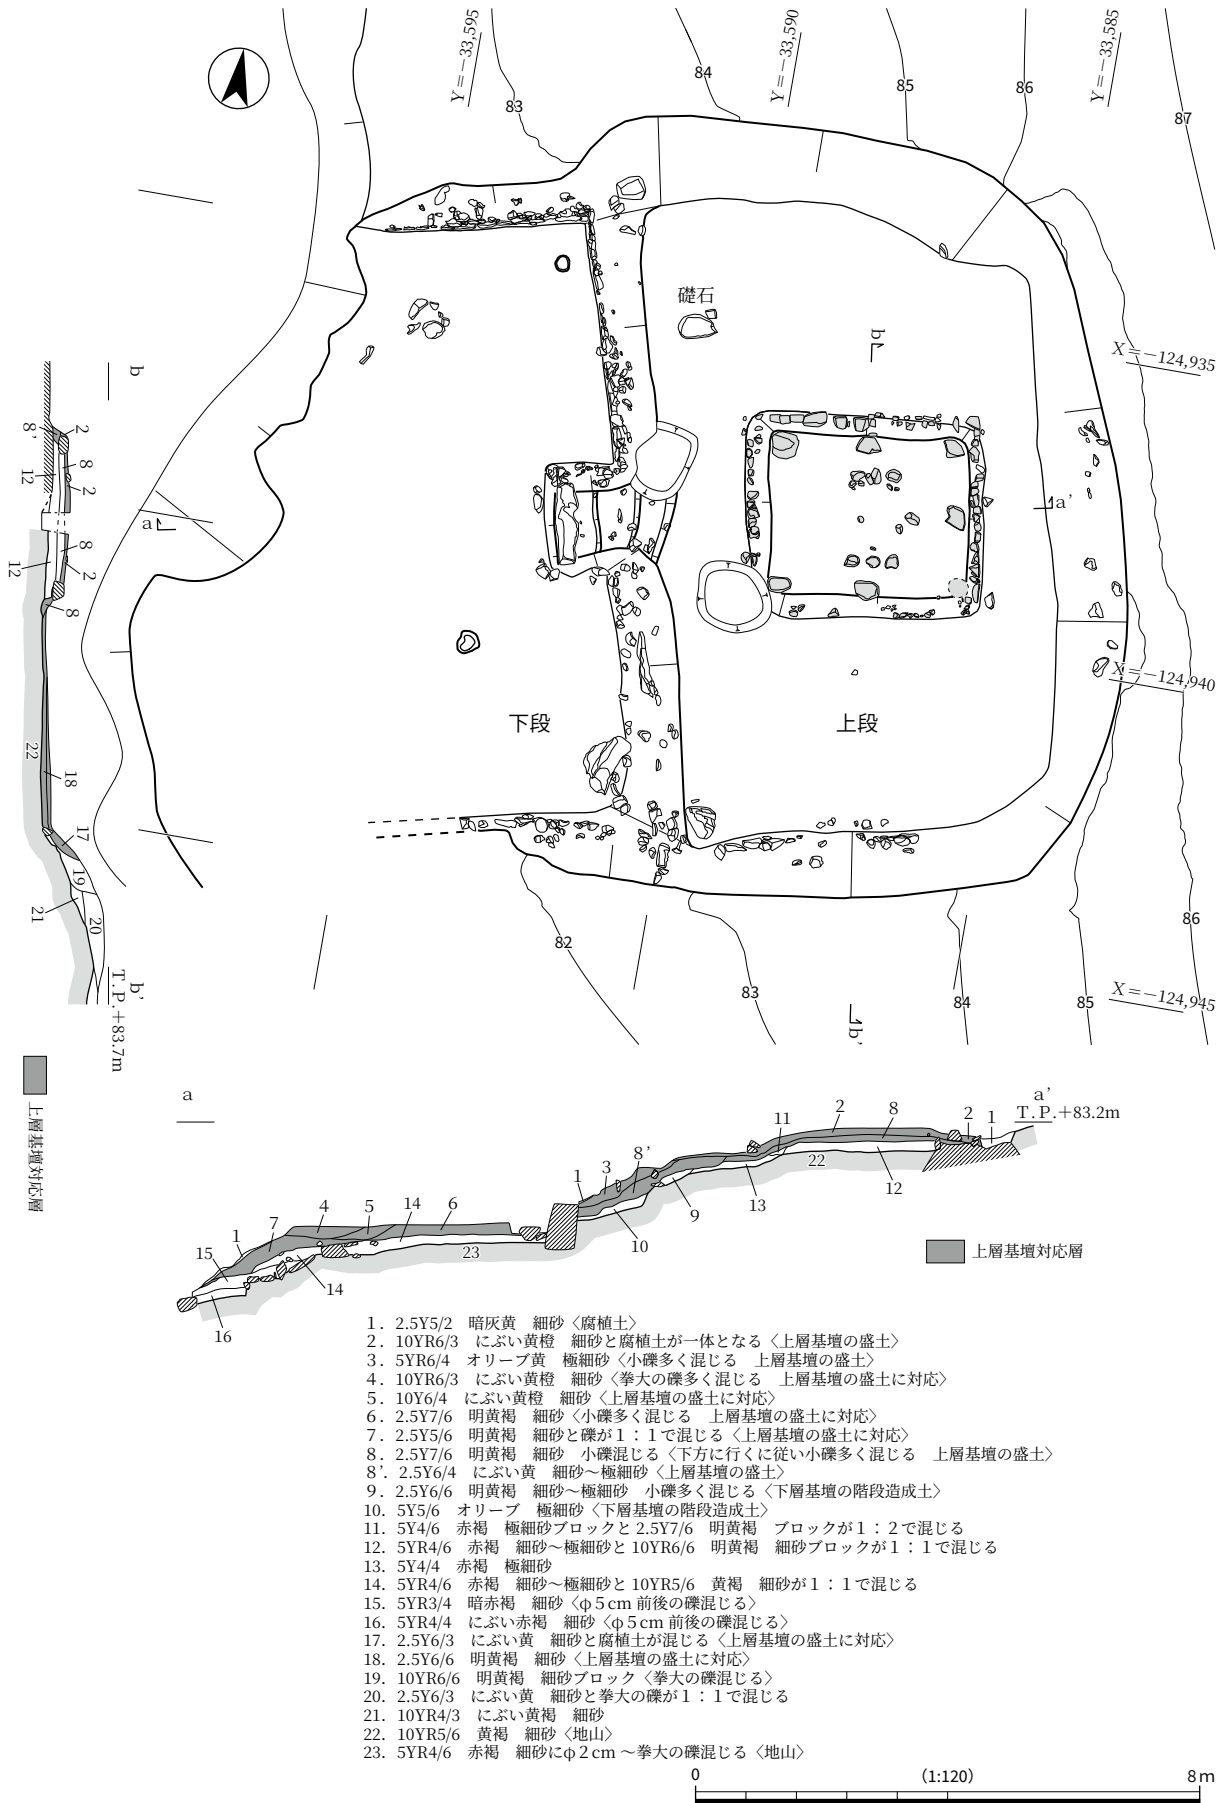 Y＝−33,595
Y＝−33,590
Y＝−33,585
83
84
85
86
87
礎石
b
X＝−124,935
b
8’
2
12
8
2
a
a’
12
8
2
8
X＝−124,940
下段
上段
22
18
17
19
21
20
82
86
83
84
85
X＝−124,945
b’
T.P.＋83.7m
b’
上層基壇対応層
a
a’
T.P.＋83.2m
2
8
11
2
1
8’
3
1
22
12
13
9
10
4
5
14
6
7
1
15
23
14
16
上層基壇対応層
1．2.5Y5/2　暗灰黄　細砂〈腐植土〉
2．10YR6/3　にぶい黄橙　細砂と腐植土が一体となる〈上層基壇の盛土〉
3．5YR6/4　オリーブ黄　極細砂〈小礫多く混じる　上層基壇の盛土〉
4．10YR6/3　にぶい黄橙　細砂〈拳大の礫多く混じる　上層基壇の盛土に対応〉
5．10Y6/4　にぶい黄橙　細砂〈上層基壇の盛土に対応〉
6．2.5Y7/6　明黄褐　細砂〈小礫多く混じる　上層基壇の盛土に対応〉
7．2.5Y5/6　明黄褐　細砂と礫が１：１で混じる〈上層基壇の盛土に対応〉
8．2.5Y7/6　明黄褐　細砂　小礫混じる〈下方に行くに従い小礫多く混じる　上層基壇の盛土〉
8’．2.5Y6/4　にぶい黄　細砂〜極細砂〈上層基壇の盛土〉
9．2.5Y6/6　明黄褐　細砂〜極細砂　小礫多く混じる〈下層基壇の階段造成土〉
10．5Y5/6　オリーブ　極細砂〈下層基壇の階段造成土〉
11．5Y4/6　赤褐　極細砂ブロックと 2.5Y7/6　明黄褐　ブロックが１：２で混じる
12．5YR4/6　赤褐　細砂〜極細砂と 10YR6/6　明黄褐　細砂ブロックが１：１で混じる
13．5Y4/4　赤褐　極細砂
14．5YR4/6　赤褐　細砂〜極細砂と 10YR5/6　黄褐　細砂が１：１で混じる
15．5YR3/4　暗赤褐　細砂〈φ５cm 前後の礫混じる〉
16．5YR4/4　にぶい赤褐　細砂〈φ５cm 前後の礫混じる〉
17．2.5Y6/3　にぶい黄　細砂と腐植土が混じる〈上層基壇の盛土に対応〉
18．2.5Y6/6　明黄褐　細砂〈上層基壇の盛土に対応〉
19．10YR6/6　明黄褐　細砂ブロック〈拳大の礫混じる〉
20．2.5Y6/3　にぶい黄　細砂と拳大の礫が１：１で混じる
21．10YR4/3　にぶい黄褐　細砂
22．10YR5/6　黄褐　細砂〈地山〉
23．5YR4/6　赤褐　細砂にφ２cm 〜拳大の礫混じる〈地山〉
0
（1:120）
8ｍ